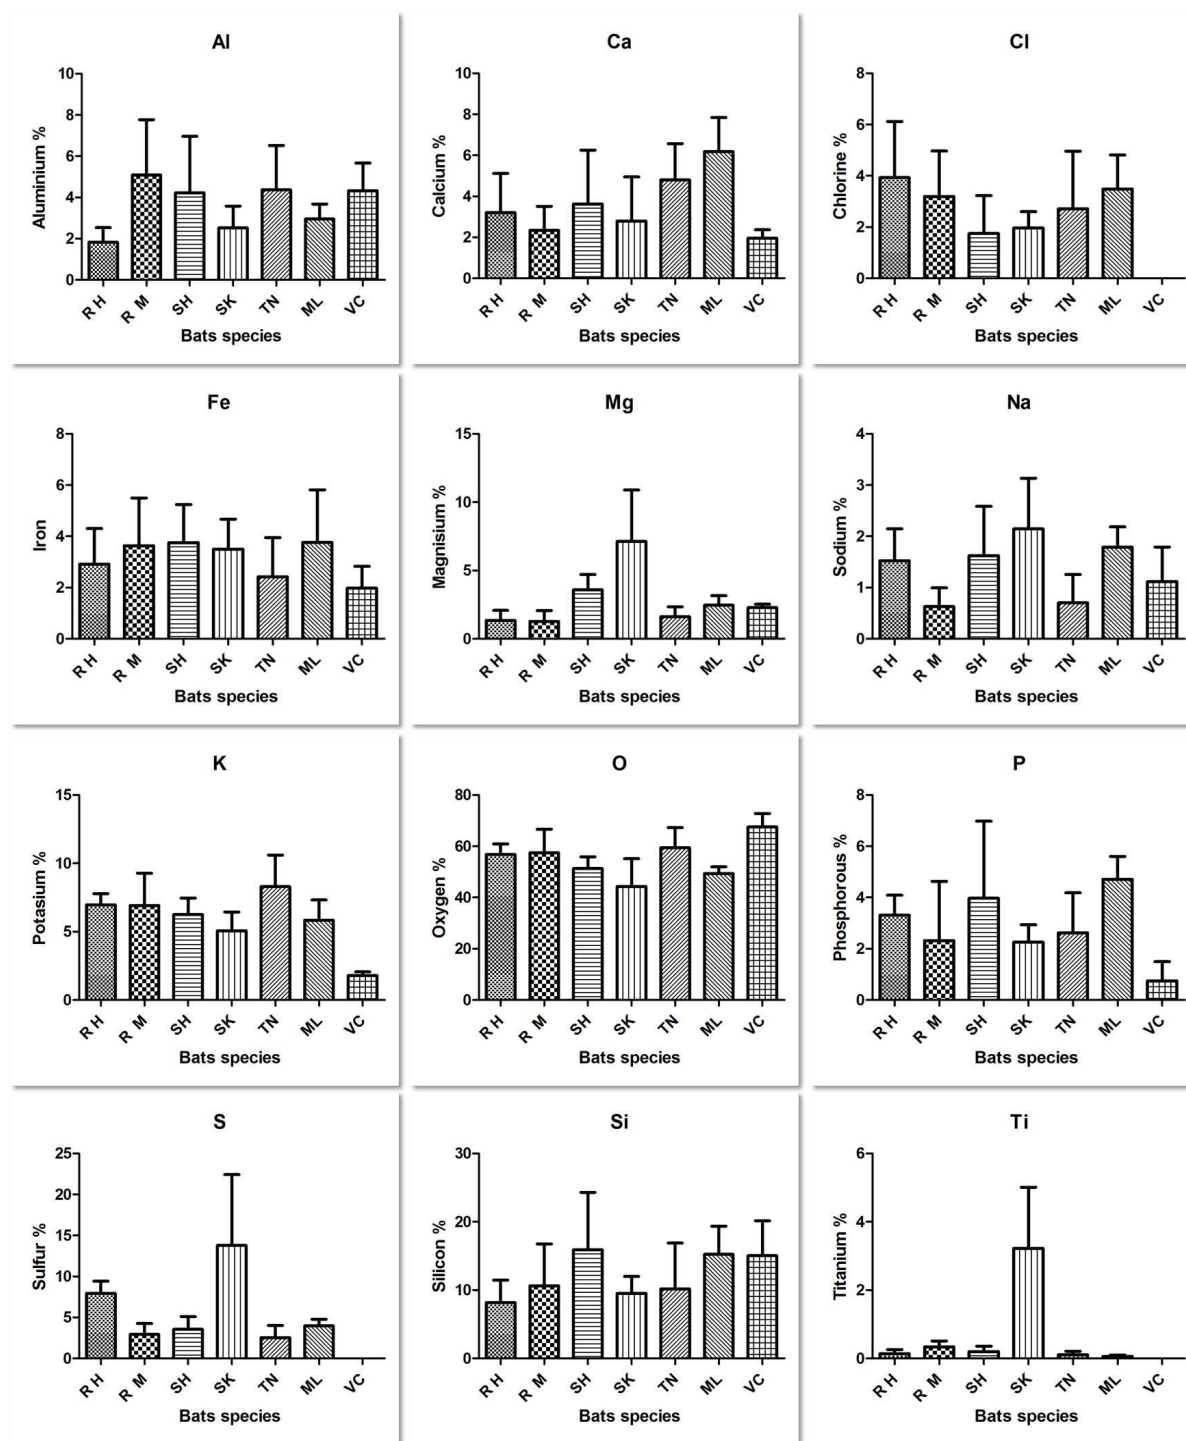 Al
Aluminium %
10
8
6
4
2
0
R H
R M
SH
SK
TN
ML
VC
Bats species
Ca
Calcium %
10
8
6
4
2
0
R H
R M
SH
SK
TN
ML
VC
Bats species
Cl
Chlorine %
8
6
4
2
0
R H
R M
SH
SK
TN
ML
VC
Bats species
Fe
Iron
8
6
4
2
0
R H
R M
SH
SK
TN
ML
VC
Bats species
Mg
Magnisium %
15
10
5
0
R H
R M
SH
SK
TN
ML
VC
Bats species
Na
Sodium %
4
3
2
1
0
R H
R M
SH
SK
TN
ML
VC
Bats species
K
Potasium %
15
10
5
0
R H
R M
SH
SK
TN
ML
VC
Bats species
O
Oxygen %
80
60
40
20
0
R H
R M
SH
SK
TN
ML
VC
Bats species
P
Phosphorous %
8
6
4
2
0
R H
R M
SH
SK
TN
ML
VC
Bats species
S
Sulfur %
25
20
15
10
5
0
R H
R M
SH
SK
TN
ML
VC
Bats species
Si
Silicon %
30
20
10
0
R H
R M
SH
SK
TN
ML
VC
Bats species
Ti
Titanium %
6
4
2
0
R H
R M
SH
SK
TN
ML
VC
Bats species